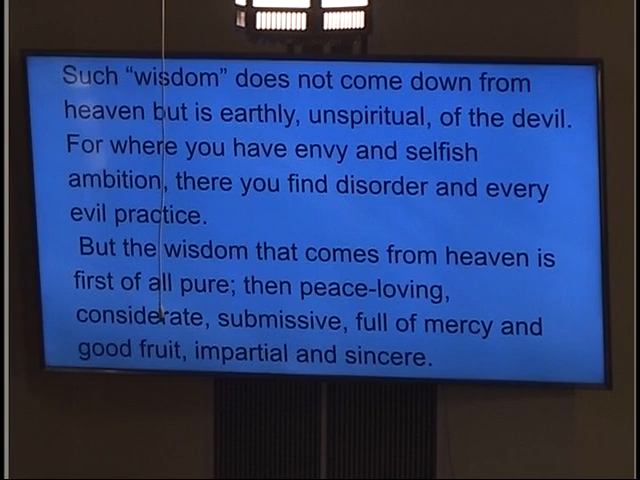 Such “wisdom” does not come down from
heaven but is earthly, unspiritual, of the devil.
For where you have envy and selfish
ambition, there you find disorder and every
evil practice.
But the wisdom that comes from heaven is
first of all pure; then peace-loving,
considerate, submissive, full of mercy and
good fruit, impartial and sincere.